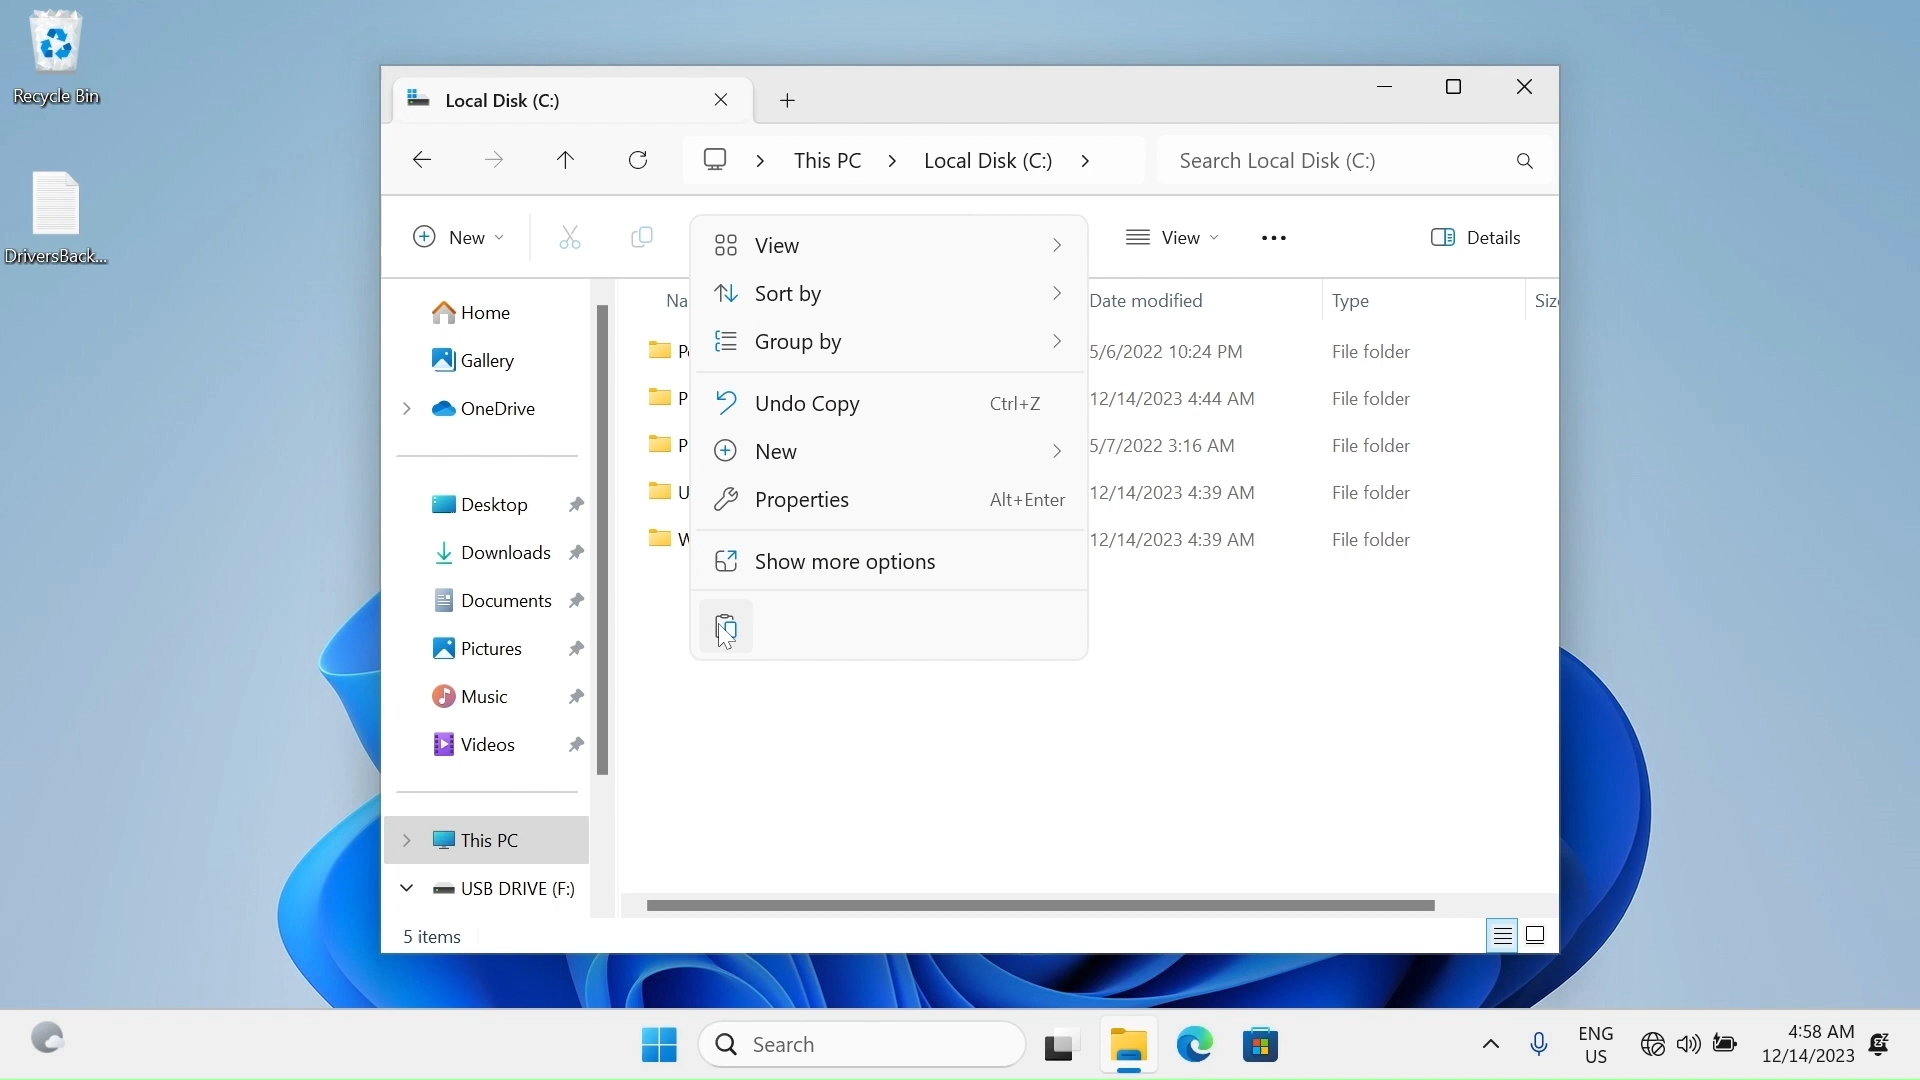 Recycle Bin
DriversBack...
Local Disk (C:)
This PC
Local Disk (C:)
Search Local Disk (C:)
New
View
Details
Home
Gallery
OneDrive
Desktop
Downloads
Documents
Pictures
Music
Videos
This PC
USB DRIVE (F:)
Na
Date modified
Type
Siz
5/6/2022 10:24 PM
File folder
P
12/14/2023 4:44 AM
File folder
P
5/7/2022 3:16 AM
File folder
U
12/14/2023 4:39 AM
File folder
W
12/14/2023 4:39 AM
File folder
View
Sort by
Group by
Undo Copy
Ctrl+Z
New
Properties
Alt+Enter
Show more options
5 items
Search
ENG
US
4:58 AM
12/14/2023